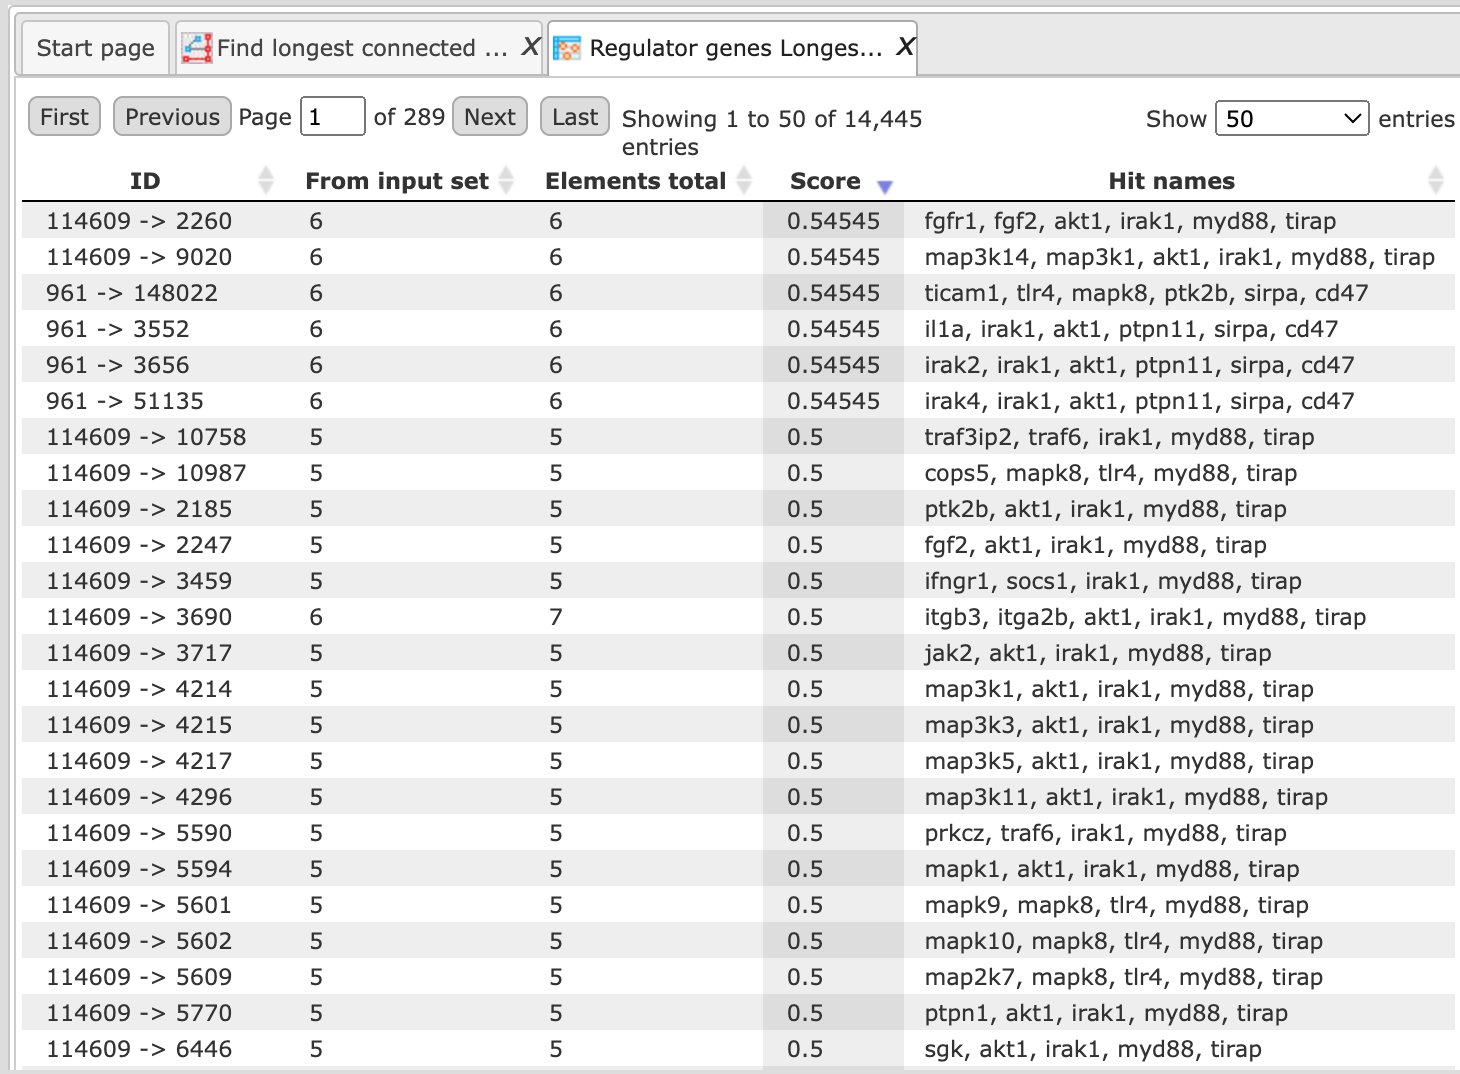 Start page Find longest connected ... X Regulator genes Longes... X
First Previous Page 1 of 289 Next Last Showing 1 to 50 of 14,445 entries Show 50 entries
ID From input set Elements total Score Hit names
114609 -> 2260 6 6 0.54545 fgfr1, fgf2, akt1, irak1, myd88, tirap
114609 -> 9020 6 6 0.54545 map3k14, map3k1, akt1, irak1, myd88, tirap
961 -> 148022 6 6 0.54545 ticam1, tlr4, mapk8, ptk2b, sirpa, cd47
961 -> 3552 6 6 0.54545 il1a, irak1, akt1, ptpn11, sirpa, cd47
961 -> 3656 6 6 0.54545 irak2, irak1, akt1, ptpn11, sirpa, cd47
961 -> 51135 6 6 0.54545 irak4, irak1, akt1, ptpn11, sirpa, cd47
114609 -> 10758 5 5 0.5 traf3ip2, traf6, irak1, myd88, tirap
114609 -> 10987 5 5 0.5 cops5, mapk8, tlr4, myd88, tirap
114609 -> 2185 5 5 0.5 ptk2b, akt1, irak1, myd88, tirap
114609 -> 2247 5 5 0.5 fgf2, akt1, irak1, myd88, tirap
114609 -> 3459 5 5 0.5 ifngr1, socs1, irak1, myd88, tirap
114609 -> 3690 6 7 0.5 itgb3, itga2b, akt1, irak1, myd88, tirap
114609 -> 3717 5 5 0.5 jak2, akt1, irak1, myd88, tirap
114609 -> 4214 5 5 0.5 map3k1, akt1, irak1, myd88, tirap
114609 -> 4215 5 5 0.5 map3k3, akt1, irak1, myd88, tirap
114609 -> 4217 5 5 0.5 map3k5, akt1, irak1, myd88, tirap
114609 -> 4296 5 5 0.5 map3k11, akt1, irak1, myd88, tirap
114609 -> 5590 5 5 0.5 prkcz, traf6, irak1, myd88, tirap
114609 -> 5594 5 5 0.5 mapk1, akt1, irak1, myd88, tirap
114609 -> 5601 5 5 0.5 mapk9, mapk8, tlr4, myd88, tirap
114609 -> 5602 5 5 0.5 mapk10, mapk8, tlr4, myd88, tirap
114609 -> 5609 5 5 0.5 map2k7, mapk8, tlr4, myd88, tirap
114609 -> 5770 5 5 0.5 ptpn1, akt1, irak1, myd88, tirap
114609 -> 6446 5 5 0.5 sgk, akt1, irak1, myd88, tirap